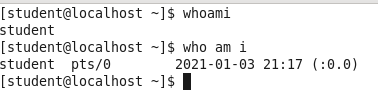 [student@localhost ~]$ whoami
student
[student@localhost ~]$ who am i
student  pts/0        2021-01-03 21:17 (:0.0)
[student@localhost ~]$